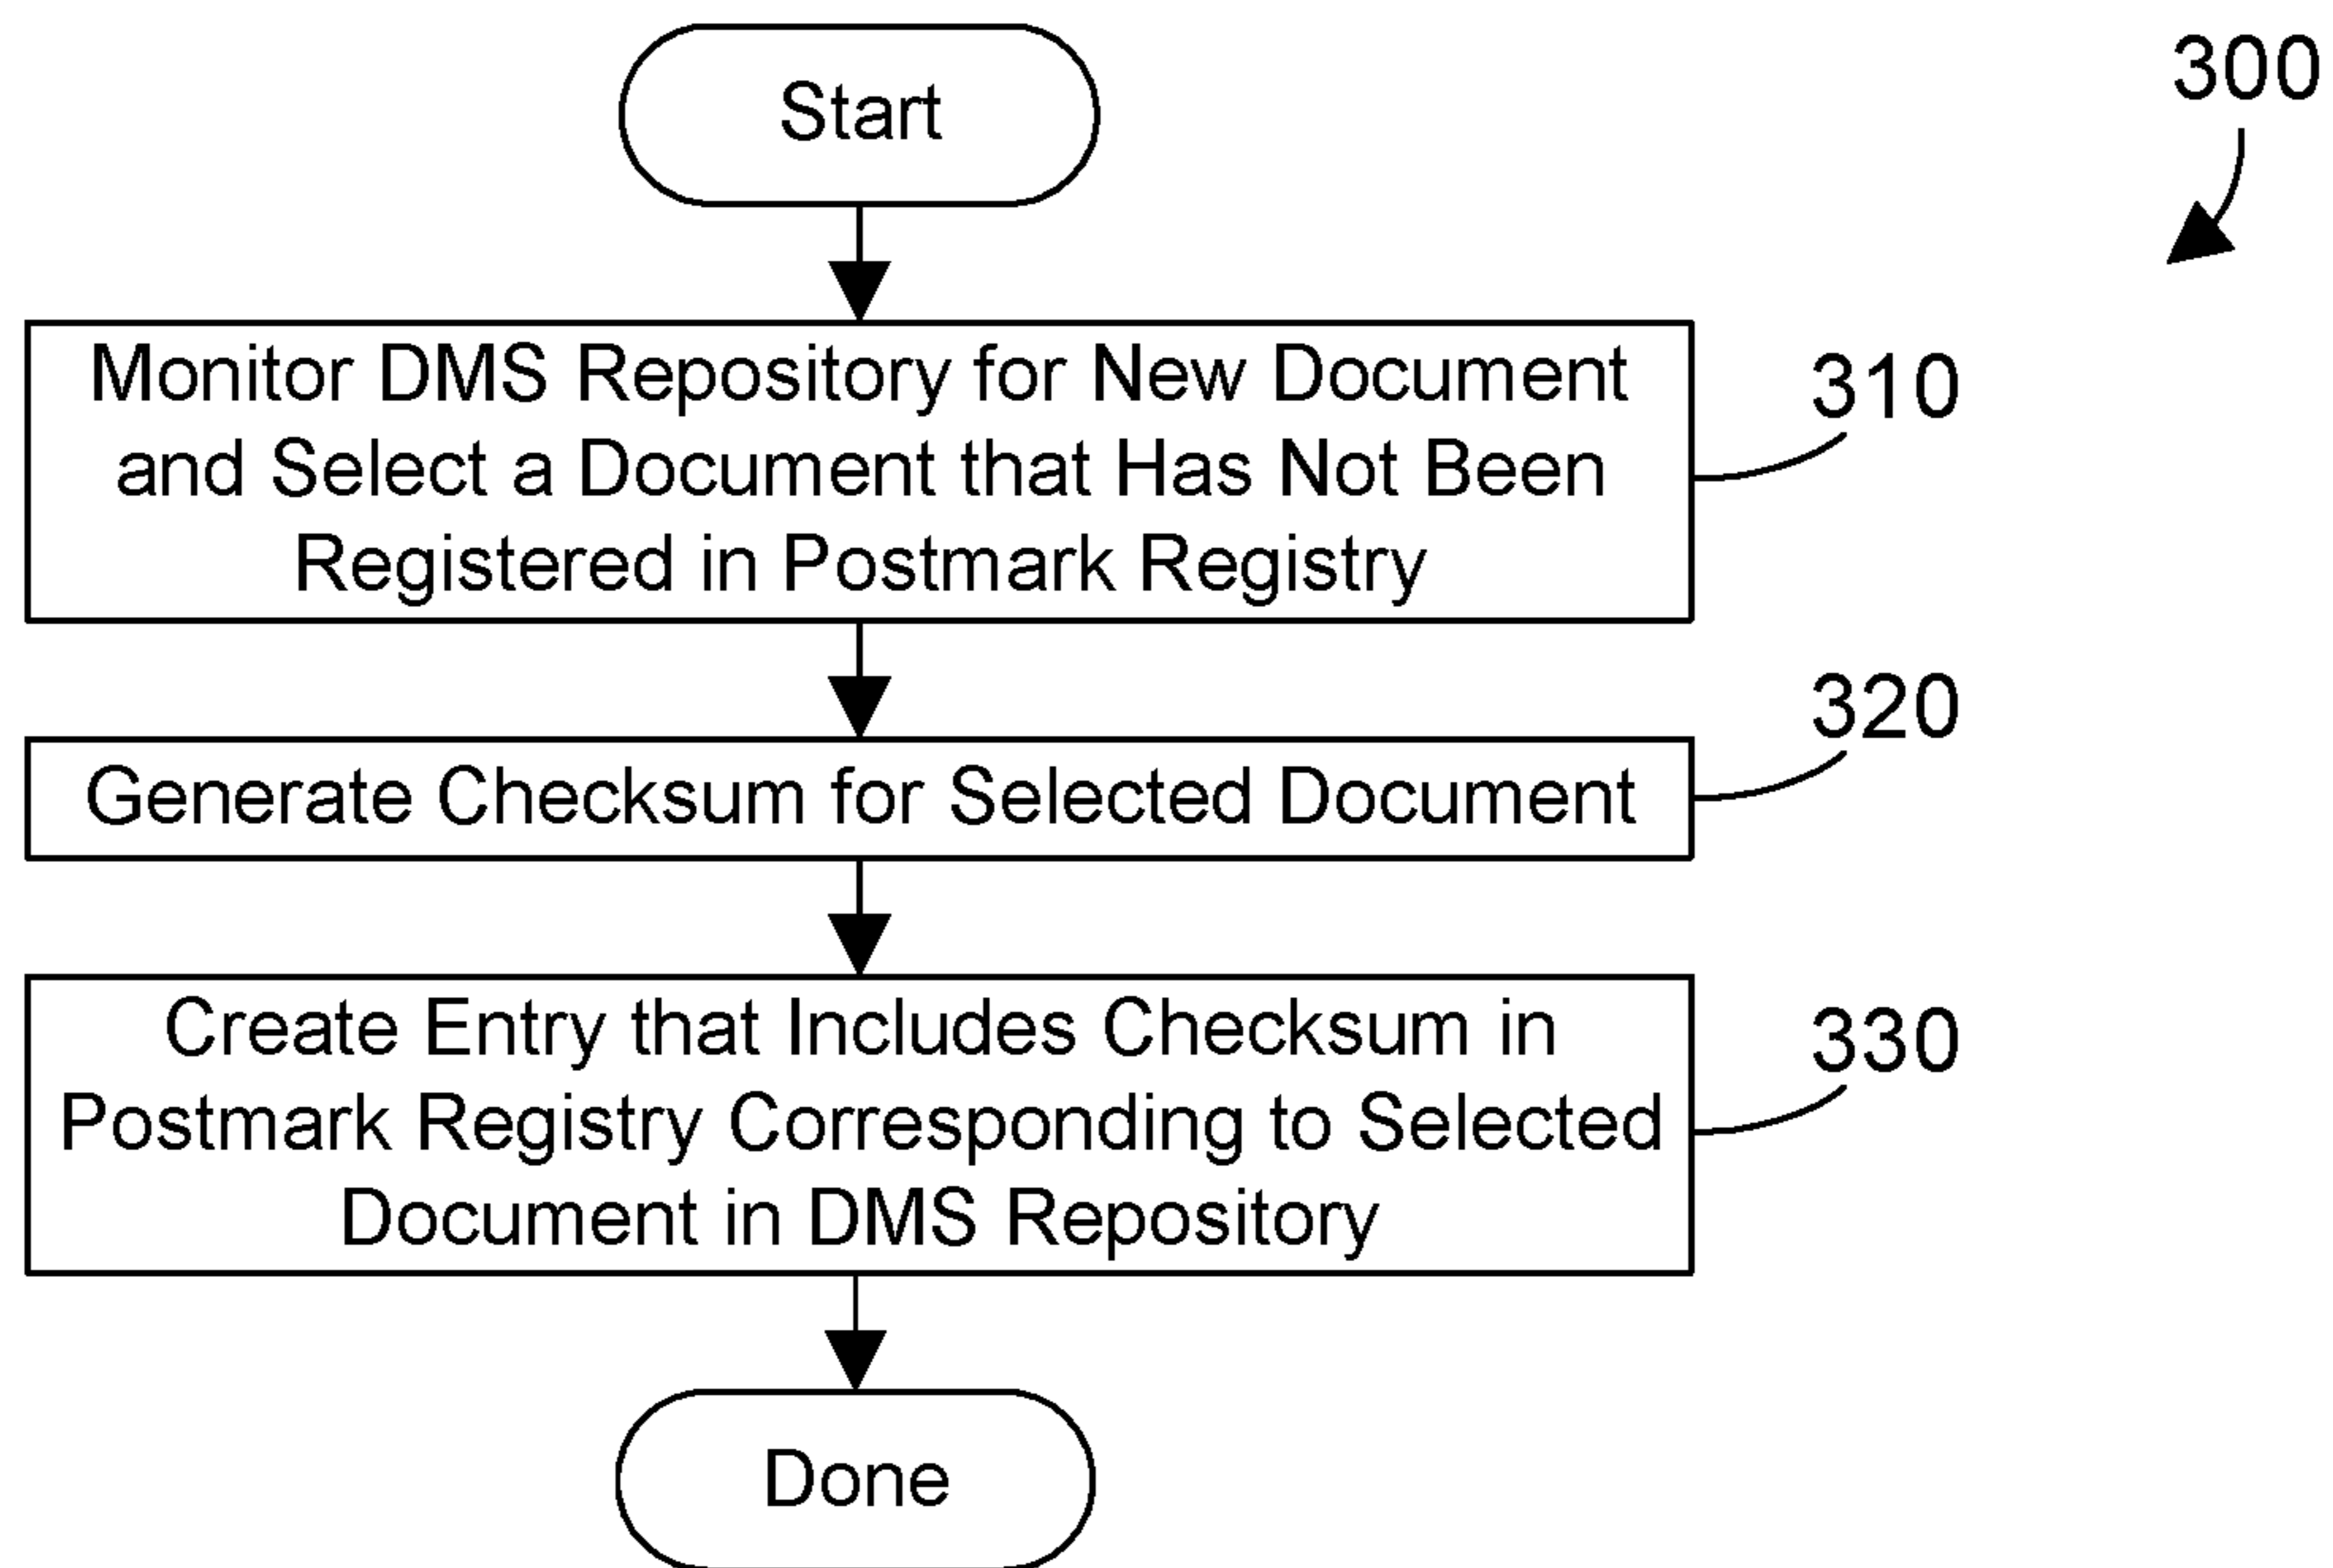 Start
300
Monitor DMS Repository for New Document
and Select a Document that Has Not Been
Registered in Postmark Registry
310
Generate Checksum for Selected Document
320
Create Entry that Includes Checksum in
Postmark Registry Corresponding to Selected
Document in DMS Repository
330
Done